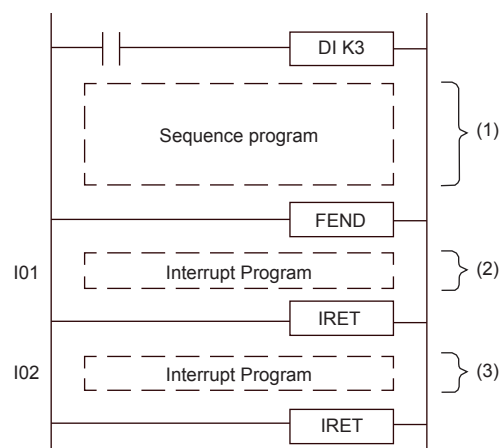 DI K3
Sequence program
(1)
FEND
I01
Interrupt Program
(2)
IRET
I02
Interrupt Program
(3)
IRET